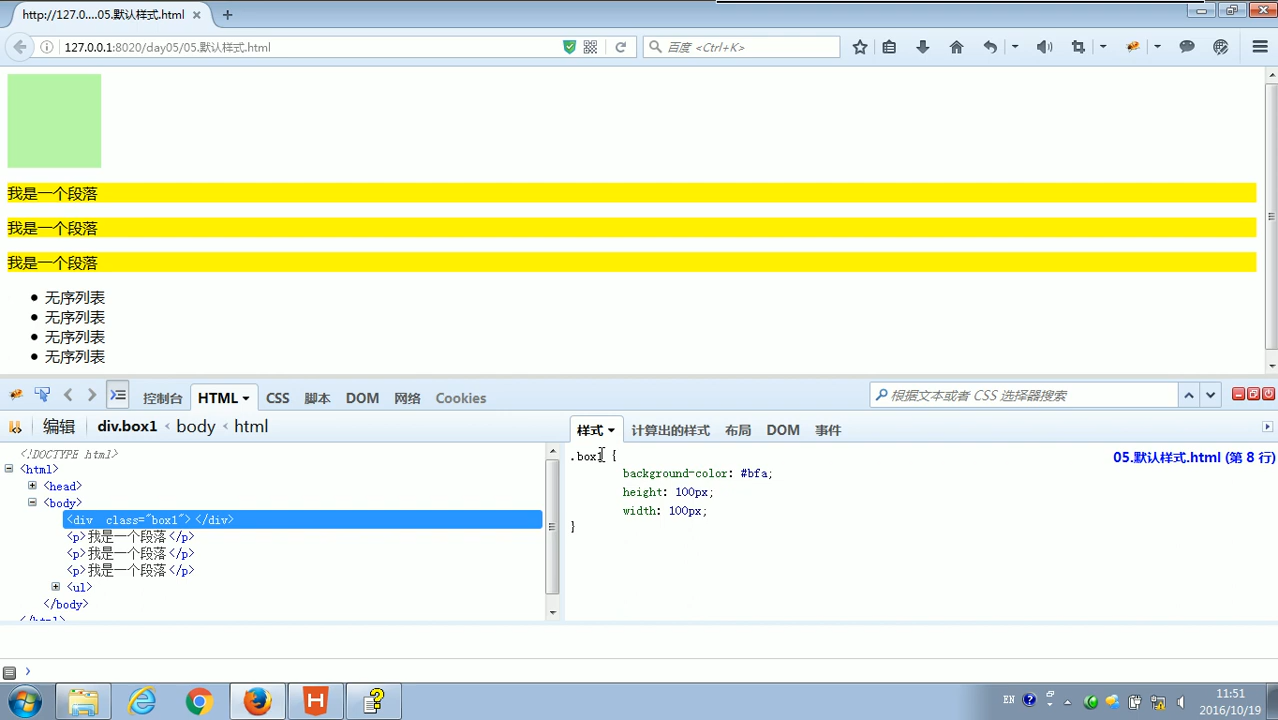 http://127.0....05.默认样式.html
127.0.0.1:8020/day05/05.默认样式.html
百度 <Ctrl+K>
我是一个段落
我是一个段落
我是一个段落
无序列表
无序列表
无序列表
无序列表
控制台 HTML CSS 脚本 DOM 网络 Cookies
根据文本或者 CSS 选择器搜索
编辑 div.box1 < body < html
样式 计算出的样式 布局 DOM 事件
<!DOCTYPE html>
<html>
<head>
<body>
<div class="box1"></div>
<p>我是一个段落</p>
<p>我是一个段落</p>
<p>我是一个段落</p>
<ul>
</body>
</html>
.box1 {
05.默认样式.html (第 8 行)
background-color: #bfa;
height: 100px;
width: 100px;
}
EN
11:51
2016/10/19